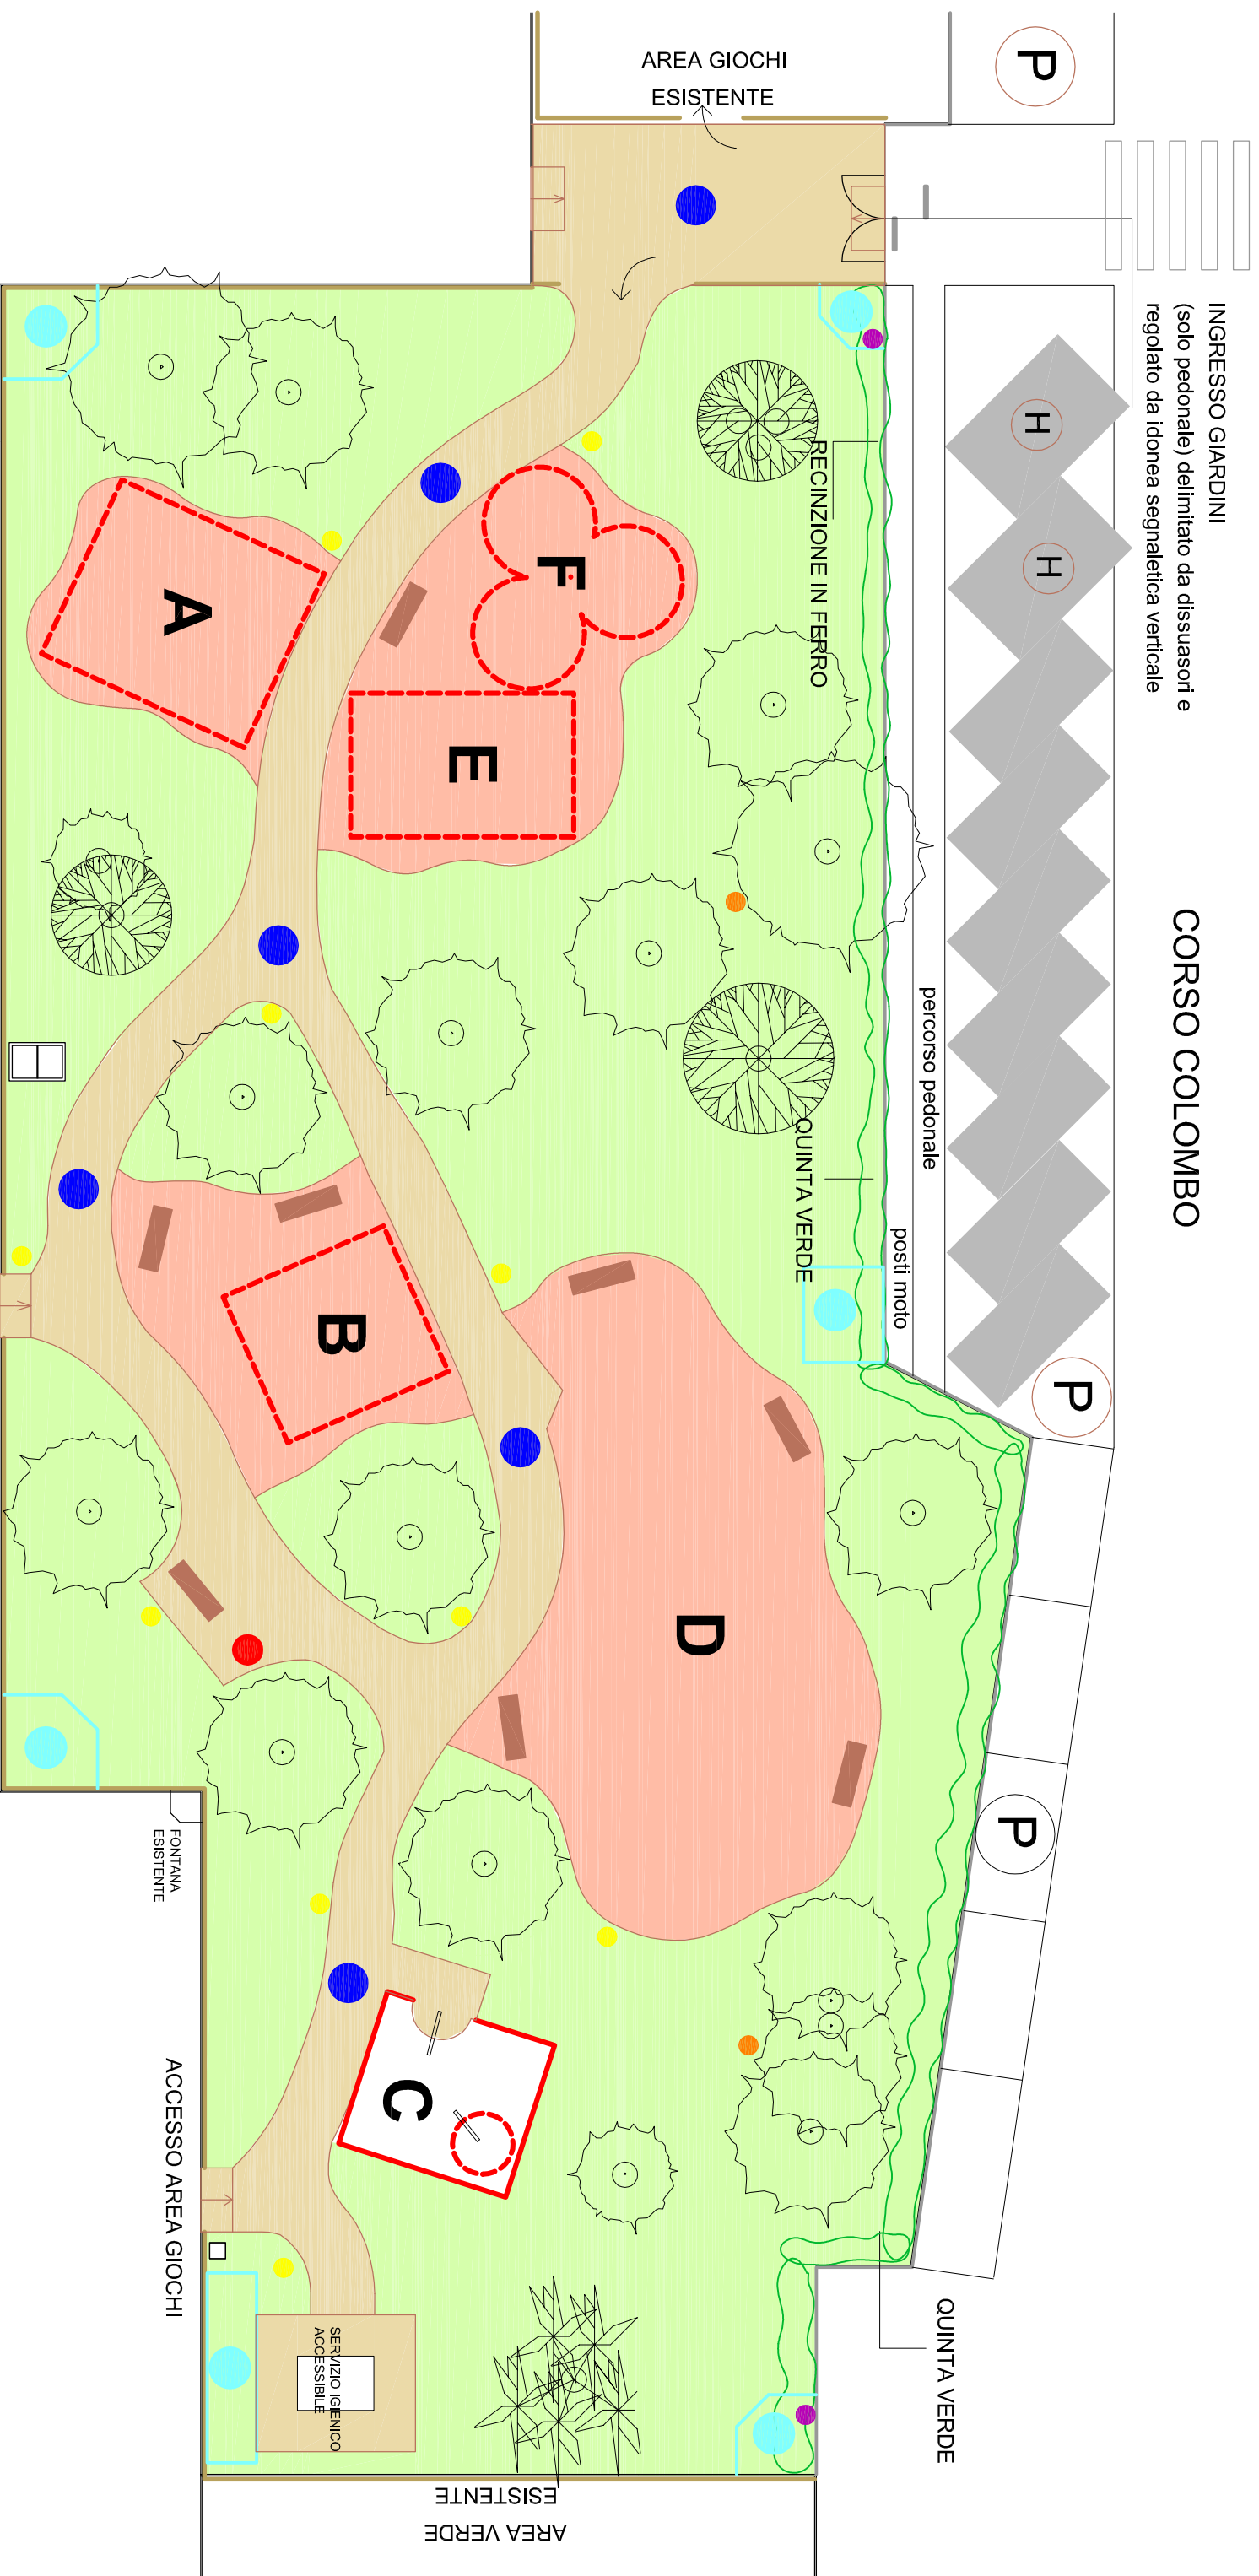 AREA GIOCHI
ESISTENTE
P
INGRESSO GIARDINI
(solo pedonale) delimitato da dissuasori e
regolato da idonea segnaletica verticale
H
H
RECINZIONE IN FERRO
CORSO COLOMBO
percorso pedonale
QUINTA VERDE
posti moto
P
P
A
F
E
B
D
C
FONTANA
ESISTENTE
ACCESSO AREA GIOCHI
SERVIZIO IGIENICO
ACCESSIBILE
QUINTA VERDE
AREA VERDE
ESISTENTE